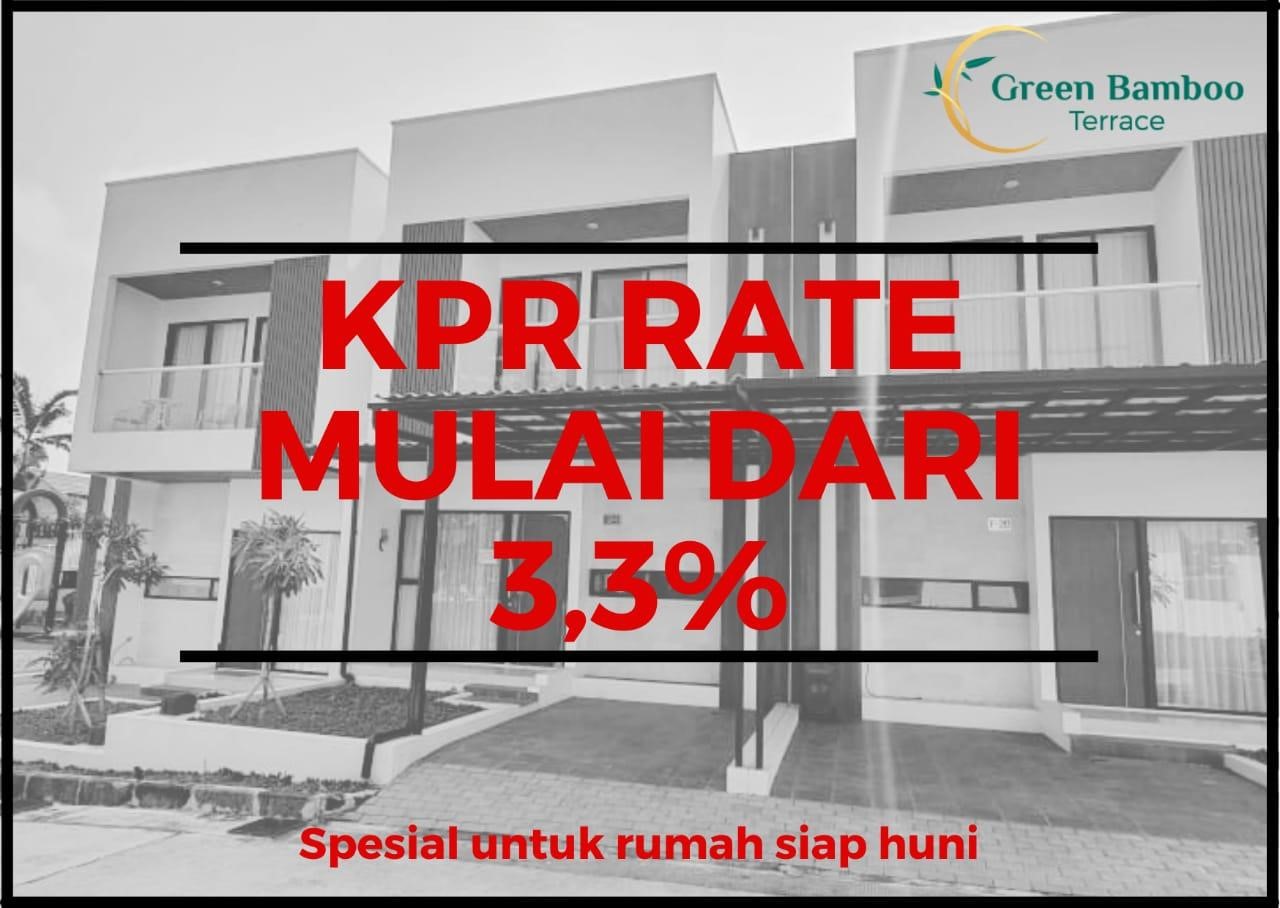 Green Bamboo
Terrace
KPR RATE
MULAI DARI
3,3%
Spesial untuk rumah siap huni